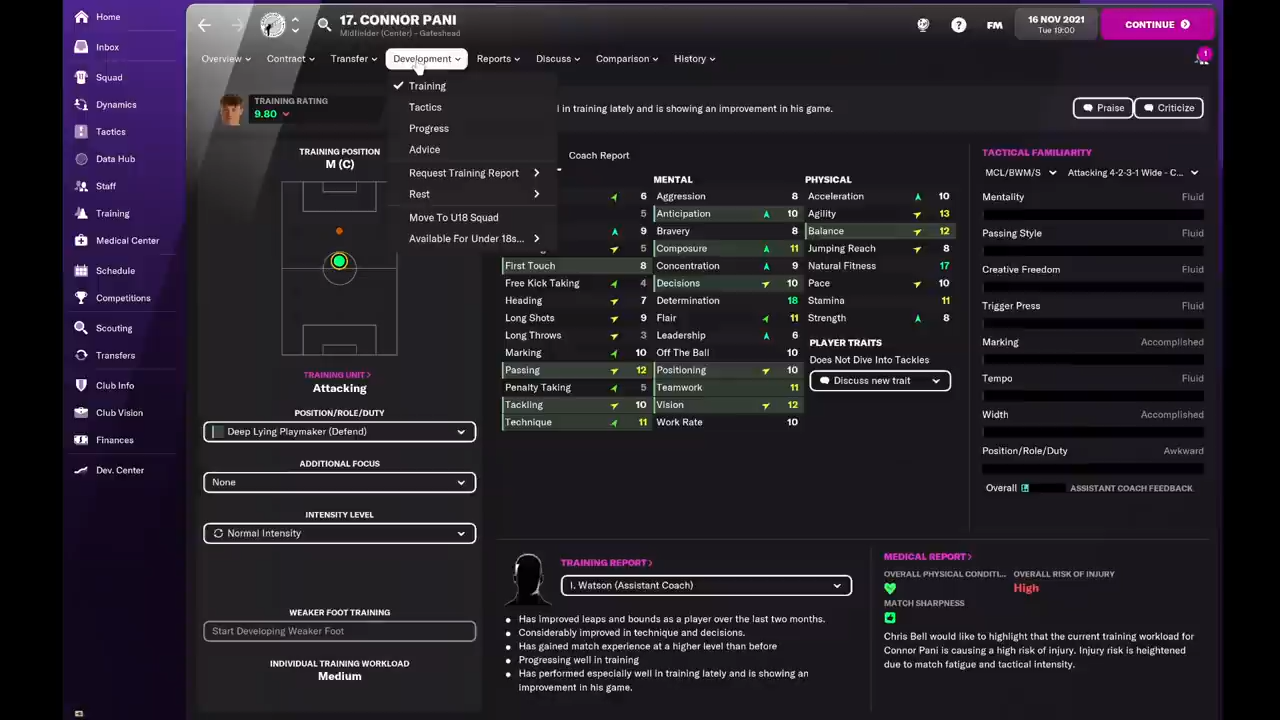 Home
Inbox
Squad
Dynamics
Tactics
Data Hub
Staff
Training
Medical Center
Schedule
Competitions
Scouting
Transfers
Club Info
Club Vision
Finances
Dev. Center
17. CONNOR PANI
Midfielder (Center) - Gateshead
FM
16 NOV 2021
Tue 19:00
CONTINUE
Overview
Contract
Transfer
Development
Reports
Discuss
Comparison
History
1
Training
Tactics
Progress
Advice
Request Training Report
Rest
Move To U18 Squad
Available For Under 18s...
TRAINING RATING
9.80
in training lately and is showing an improvement in his game.
Praise
Criticize
TRAINING POSITION
M (C)
TRAINING UNIT>
Attacking
POSITION/ROLE/DUTY
Deep Lying Playmaker (Defend)
ADDITIONAL FOCUS
None
INTENSITY LEVEL
Normal Intensity
WEAKER FOOT TRAINING
Start Developing Weaker Foot
INDIVIDUAL TRAINING WORKLOAD
Medium
Coach Report
6
5
9
5
First Touch 8
Free Kick Taking 4
Heading 7
Long Shots 9
Long Throws 3
Marking 10
Passing 12
Penalty Taking 5
Tackling 10
Technique 11
MENTAL
Aggression 8
Anticipation 10
Bravery 8
Composure 11
Concentration 9
Decisions 10
Determination 18
Flair 11
Leadership 6
Off The Ball 10
Positioning 10
Teamwork 11
Vision 12
Work Rate 10
PHYSICAL
Acceleration 10
Agility 13
Balance 12
Jumping Reach 8
Natural Fitness 17
Pace 10
Stamina 11
Strength 8
PLAYER TRAITS
Does Not Dive Into Tackles
Discuss new trait
TACTICAL FAMILIARITY
MCL/BWM/S
Attacking 4-2-3-1 Wide - C...
Mentality Fluid
Passing Style Fluid
Creative Freedom Fluid
Trigger Press Fluid
Marking Accomplished
Tempo Fluid
Width Accomplished
Position/Role/Duty Awkward
Overall
ASSISTANT COACH FEEDBACK
TRAINING REPORT>
I. Watson (Assistant Coach)
Has improved leaps and bounds as a player over the last two months.
Considerably improved in technique and decisions.
Has gained match experience at a higher level than before
Progressing well in training
Has performed especially well in training lately and is showing an
improvement in his game.
MEDICAL REPORT>
OVERALL PHYSICAL CONDITI...
OVERALL RISK OF INJURY
High
MATCH SHARPNESS
Chris Bell would like to highlight that the current training workload for
Connor Pani is causing a high risk of injury. Injury risk is heightened
due to match fatigue and tactical intensity.